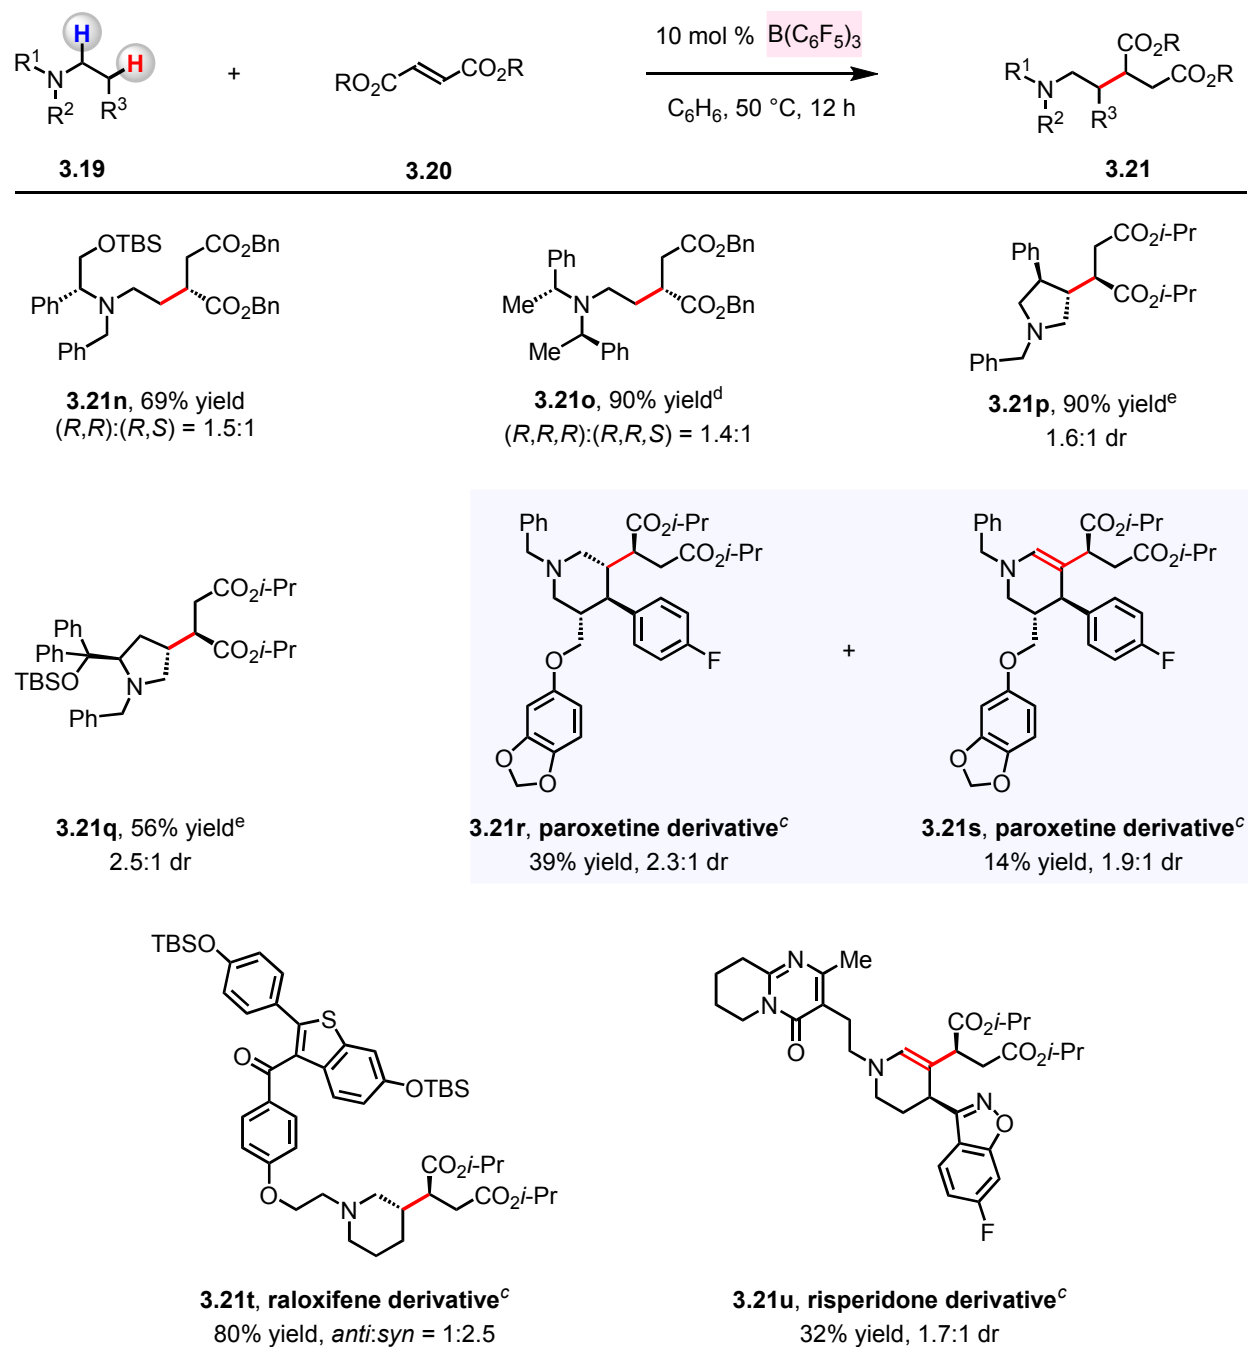 H
H
R¹
N
R²
R³
3.19
+
RO₂C
CO₂R
3.20
10 mol % B(C₆F₅)₃
C₆H₆, 50 °C, 12 h
CO₂R
CO₂R
R¹
N
R²
R³
3.21
OTBS
CO₂Bn
Ph
N
CO₂Bn
Ph
3.21n, 69% yield
(R,R):(R,S) = 1.5:1
Ph
CO₂Bn
Me
N
CO₂Bn
Me
Ph
3.21o, 90% yieldᵈ
(R,R,R):(R,R,S) = 1.4:1
Ph
CO₂i-Pr
CO₂i-Pr
N
Ph
3.21p, 90% yieldᵉ
1.6:1 dr
CO₂i-Pr
Ph
Ph
CO₂i-Pr
TBSO
N
Ph
3.21q, 56% yieldᵉ
2.5:1 dr
Ph
CO₂i-Pr
CO₂i-Pr
N
F
O
O
O
3.21r, paroxetine derivativeᶜ
39% yield, 2.3:1 dr
+
Ph
CO₂i-Pr
CO₂i-Pr
N
F
O
O
O
3.21s, paroxetine derivativeᶜ
14% yield, 1.9:1 dr
TBSO
S
O
OTBS
O
N
CO₂i-Pr
CO₂i-Pr
3.21t, raloxifene derivativeᶜ
80% yield, anti:syn = 1:2.5
N
Me
N
O
CO₂i-Pr
CO₂i-Pr
N
N
O
F
3.21u, risperidone derivativeᶜ
32% yield, 1.7:1 dr